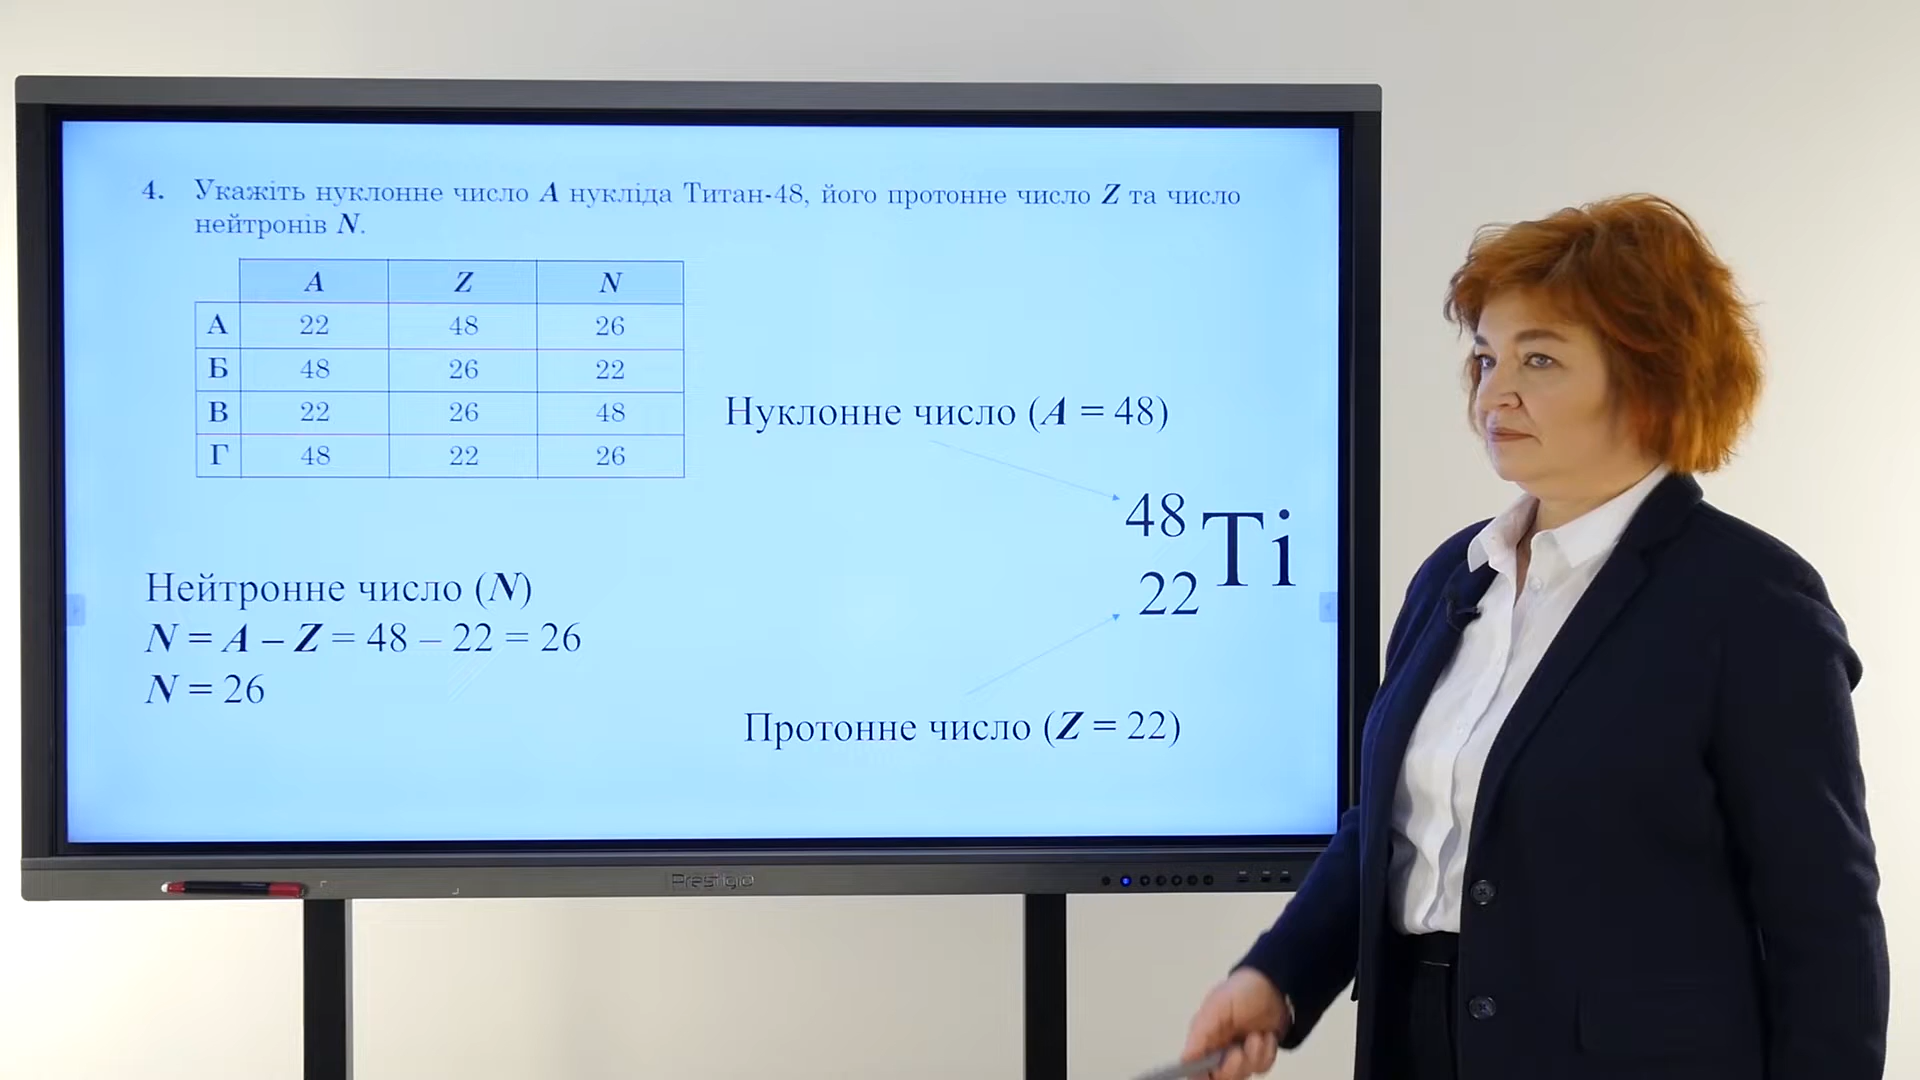 4. Укажіть нуклонне число A нукліда Титан-48, його протонне число Z та число
нейтронів N.
A Z N
А 22 48 26
Б 48 26 22
В 22 26 48
Г 48 22 26
Нуклонне число (A = 48)
48
22
Ti
Протонне число (Z = 22)
Нейтронне число (N)
N = A – Z = 48 – 22 = 26
N = 26
Prestigio